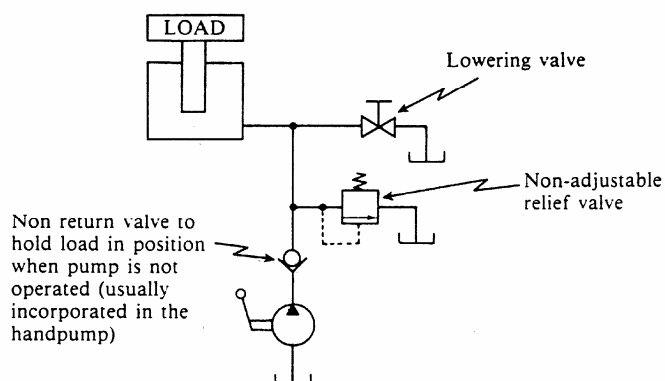 LOAD
Lowering valve
Non-adjustable
relief valve
Non return valve to
hold load in position
when pump is not
operated (usually
incorporated in the
handpump)